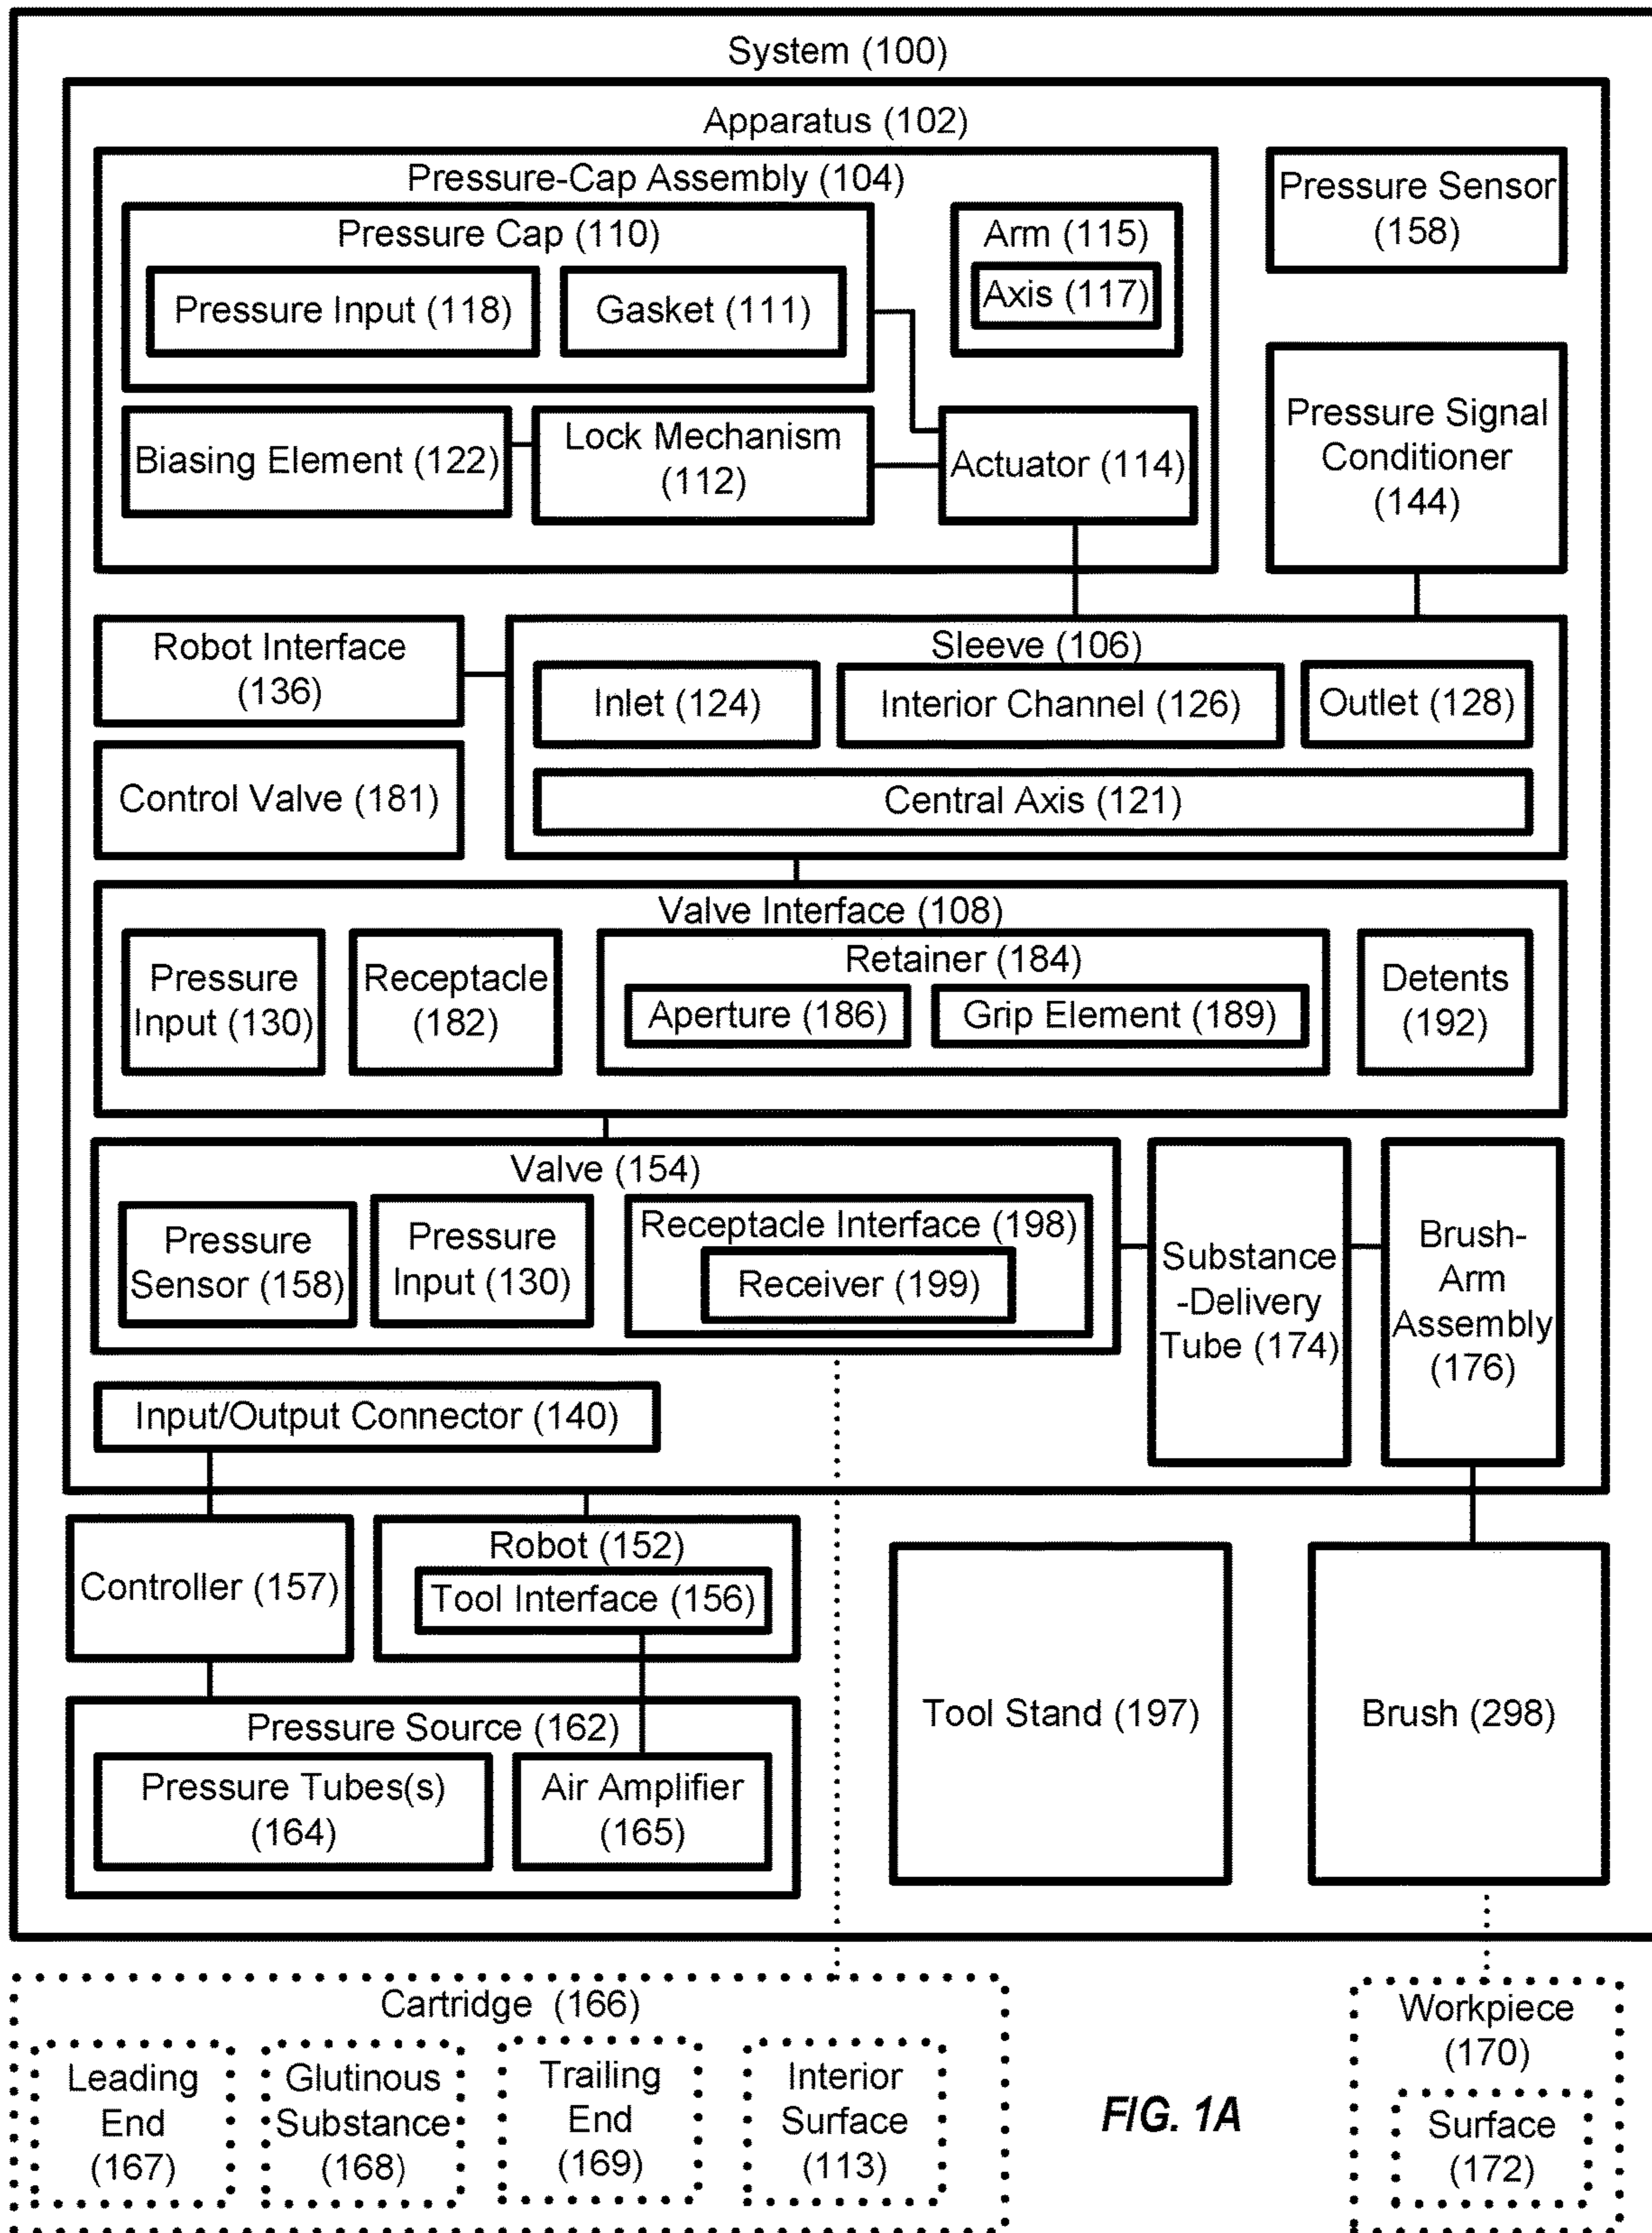 System (100)
Apparatus (102)
Pressure-Cap Assembly (104)
Pressure Cap (110)
Pressure Input (118)
Gasket (111)
Arm (115)
Axis (117)
Pressure Sensor
(158)
Biasing Element (122)
Lock Mechanism
(112)
Actuator (114)
Pressure Signal
Conditioner
(144)
Robot Interface
(136)
Control Valve (181)
Sleeve (106)
Inlet (124)
Interior Channel (126)
Outlet (128)
Central Axis (121)
Valve Interface (108)
Pressure
Input (130)
Receptacle
(182)
Retainer (184)
Aperture (186)
Grip Element (189)
Detents
(192)
Valve (154)
Pressure
Sensor (158)
Pressure
Input (130)
Receptacle Interface (198)
Receiver (199)
Substance
-Delivery
Tube (174)
Brush-
Arm
Assembly
(176)
Input/Output Connector (140)
Controller (157)
Robot (152)
Tool Interface (156)
Pressure Source (162)
Pressure Tubes(s)
(164)
Air Amplifier
(165)
Tool Stand (197)
Brush (298)
Cartridge (166)
Leading
End
(167)
Glutinous
Substance
(168)
Trailing
End
(169)
Interior
Surface
(113)
FIG. 1A
Workpiece
(170)
Surface
(172)